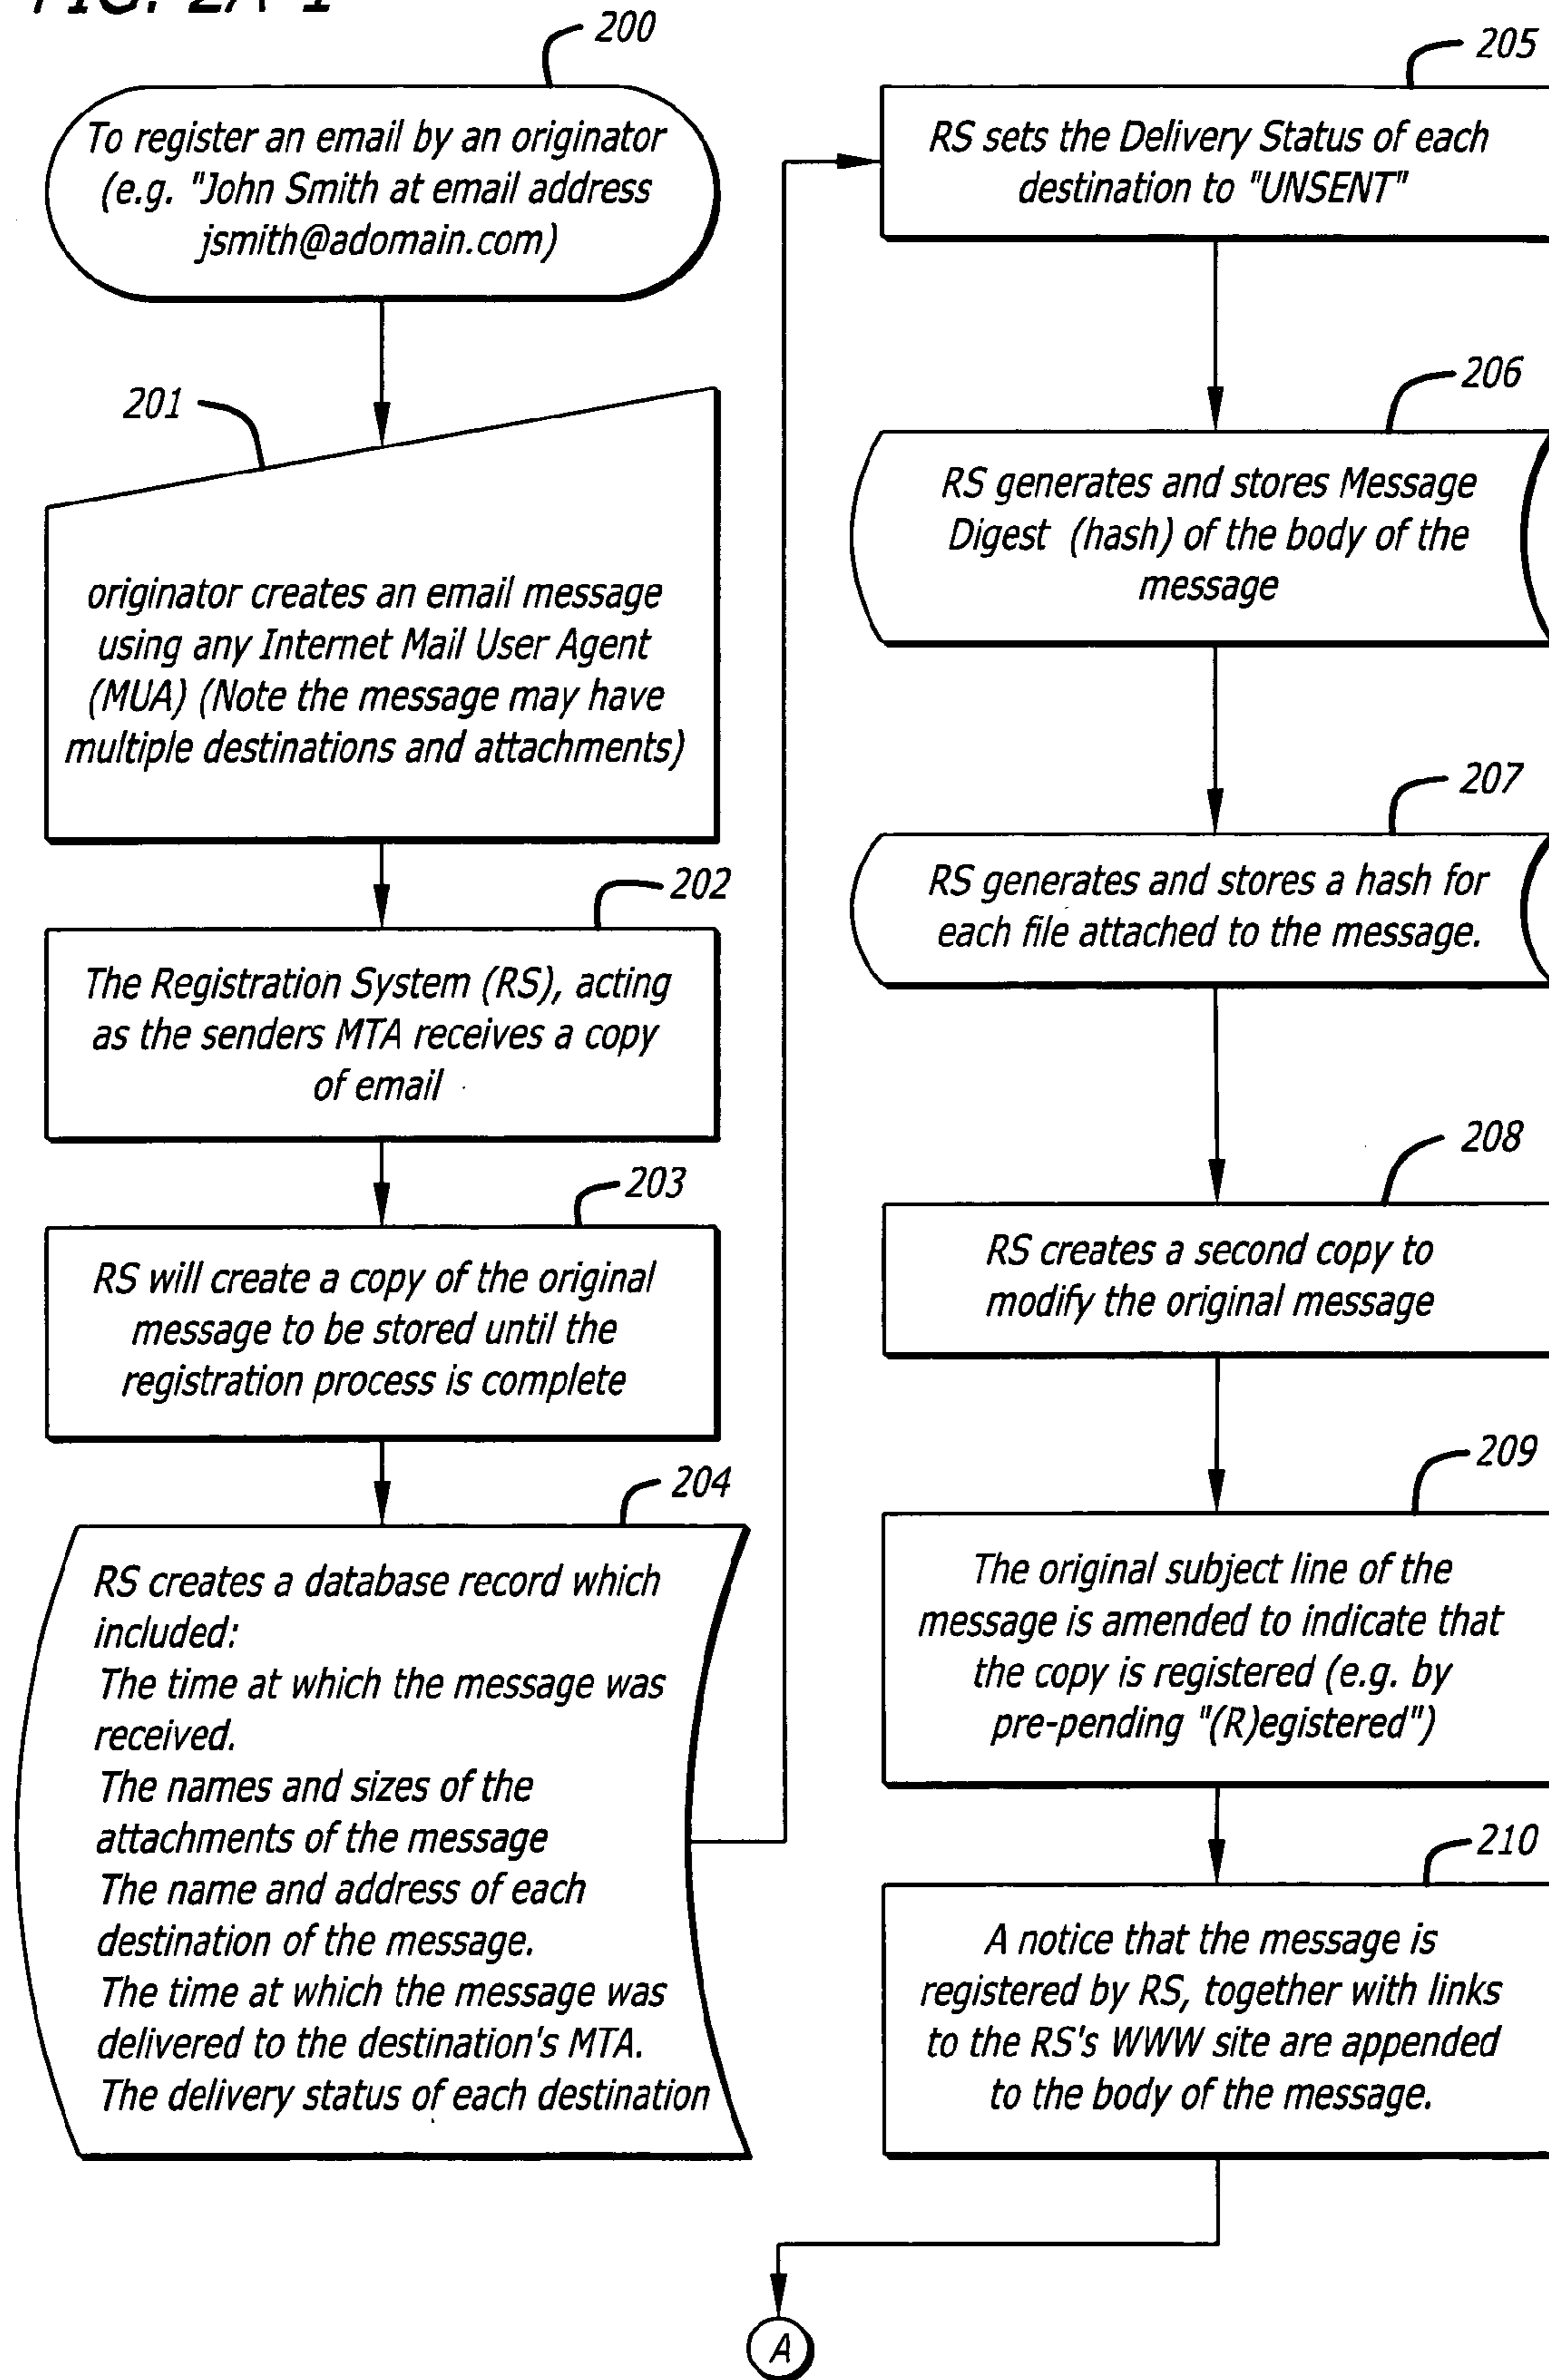 FIG. 2A-1
200
To register an email by an originator
(e.g. "John Smith at email address
jsmith@adomain.com)
201
originator creates an email message
using any Internet Mail User Agent
(MUA) (Note the message may have
multiple destinations and attachments)
202
The Registration System (RS), acting
as the senders MTA receives a copy
of email
203
RS will create a copy of the original
message to be stored until the
registration process is complete
204
RS creates a database record which
included:
The time at which the message was
received.
The names and sizes of the
attachments of the message
The name and address of each
destination of the message.
The time at which the message was
delivered to the destination's MTA.
The delivery status of each destination
205
RS sets the Delivery Status of each
destination to "UNSENT"
206
RS generates and stores Message
Digest (hash) of the body of the
message
207
RS generates and stores a hash for
each file attached to the message.
208
RS creates a second copy to
modify the original message
209
The original subject line of the
message is amended to indicate that
the copy is registered (e.g. by
pre-pending "(R)egistered")
210
A notice that the message is
registered by RS, together with links
to the RS's WWW site are appended
to the body of the message.
A